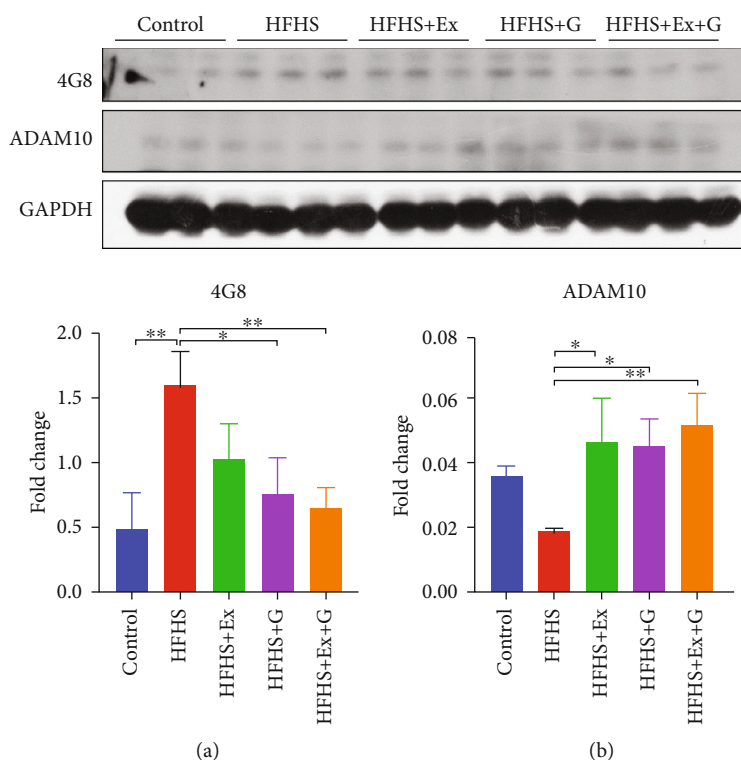 Control HFHS HFHS+Ex HFHS+G HFHS+Ex+G
4G8
ADAM10
GAPDH
4G8
** ** *
2.0
1.5
1.0
0.5
0.0
Fold change
Control HFHS HFHS+Ex HFHS+G HFHS+Ex+G
(a)
ADAM10
* * **
0.08
0.06
0.04
0.02
0.00
Fold change
Control HFHS HFHS+Ex HFHS+G HFHS+Ex+G
(b)